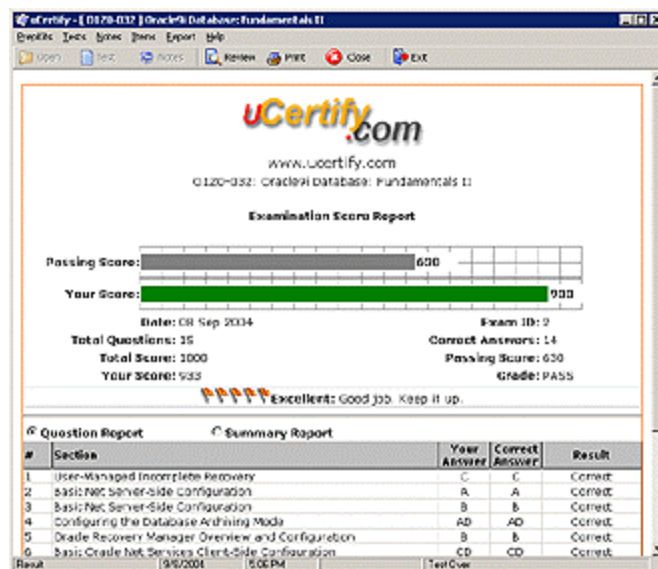 uCertify - [ O120-032 ] Oracle9i Database: Fundamentals II
PrepKits Tests Notes Items Export Help
Open Test Notes Review Print Close Exit
uCertify.com
www.ucertify.com
O120-032: Oracle9i Database: Fundamentals II
Examination Score Report
Passing Score: 630
Your Score: 933
Date: 08 Sep 2004 Exam ID: 2
Total Questions: 15 Correct Answers: 14
Total Score: 1000 Passing Score: 630
Your Score: 933 Grade: PASS
Excellent: Good job. Keep it up.
Question Report Summary Report
# Section Your Answer Correct Answer Result
1 User-Managed Incomplete Recovery C C Correct
2 Basic Net Server-Side Configuration A A Correct
3 Basic Net Server-Side Configuration B B Correct
4 Configuring the Database Archiving Mode AD AD Correct
5 Oracle Recovery Manager Overview and Configuration B B Correct
6 Basic Oracle Net Services Client-Side Configuration CD CD Correct
Result 9/8/2004 5:06 PM Test Over